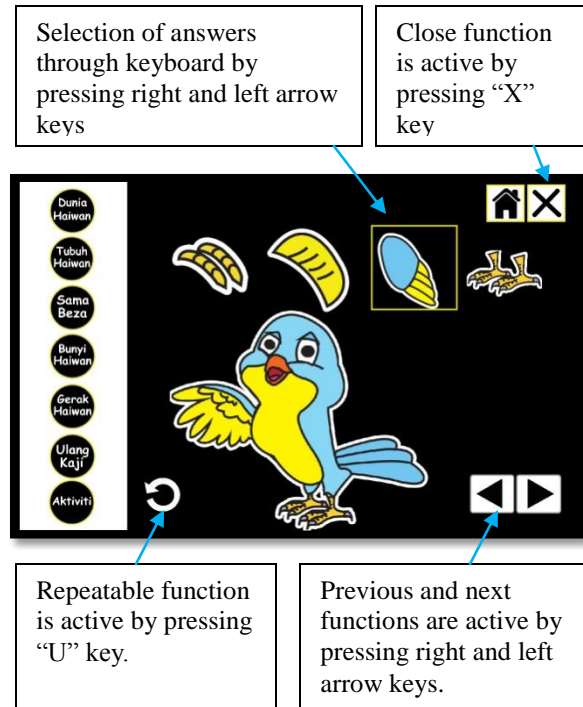 Selection of answers
through keyboard by
pressing right and left arrow
keys
Close function
is active by
pressing “X”
key
Dunia
Haiwan
Tubuh
Haiwan
Sama
Beza
Bunyi
Haiwan
Gerak
Haiwan
Ulang
Kaji
Aktiviti
Repeatable function
is active by pressing
“U” key.
Previous and next
functions are active by
pressing right and left
arrow keys.